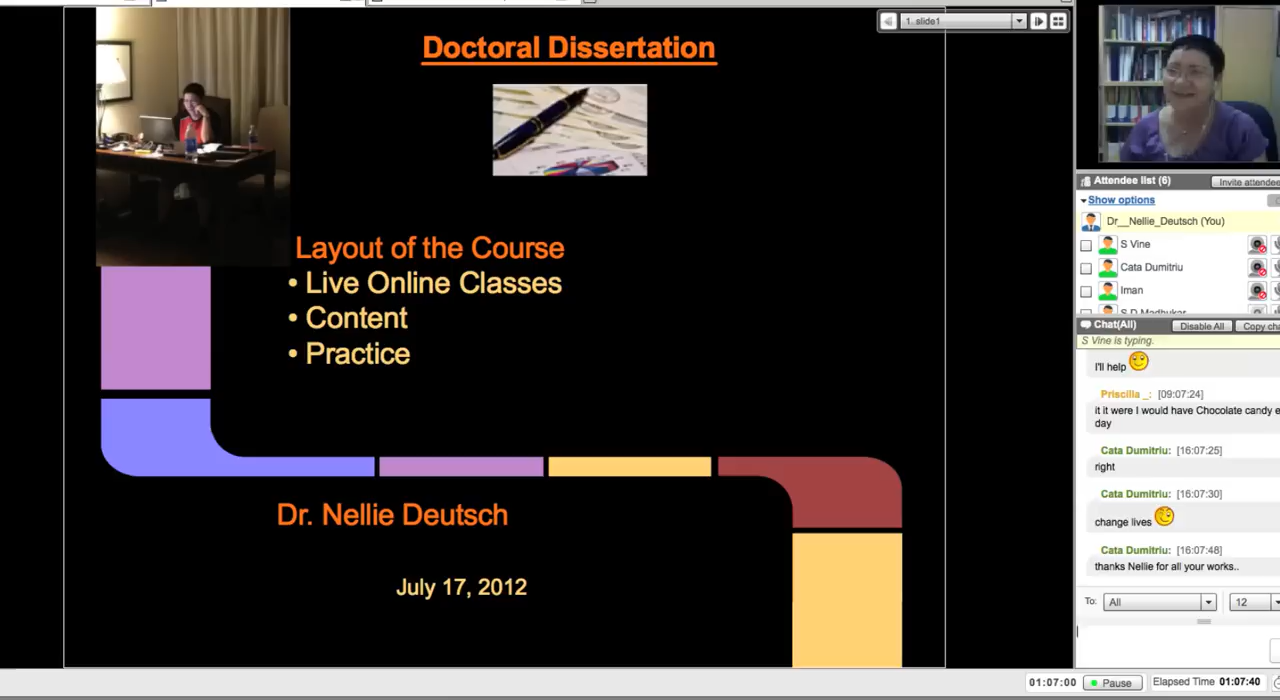 Doctoral Dissertation
Layout of the Course
• Live Online Classes
• Content
• Practice
Dr. Nellie Deutsch
July 17, 2012
1. slide1
Attendee list (6)
Invite attende
Show options
Dr__Nellie_Deutsch (You)
S Vine
Cata Dumitriu
Iman
S D Madhukar
Chat(All)
Disable All
Copy cha
S Vine is typing.
I'll help
Priscilla _: [09:07:24]
it it were I would have Chocolate candy e
day
Cata Dumitriu: [16:07:25]
right
Cata Dumitriu: [16:07:30]
change lives
Cata Dumitriu: [16:07:48]
thanks Nellie for all your works..
To: All 12
01:07:00 Pause Elapsed Time 01:07:40